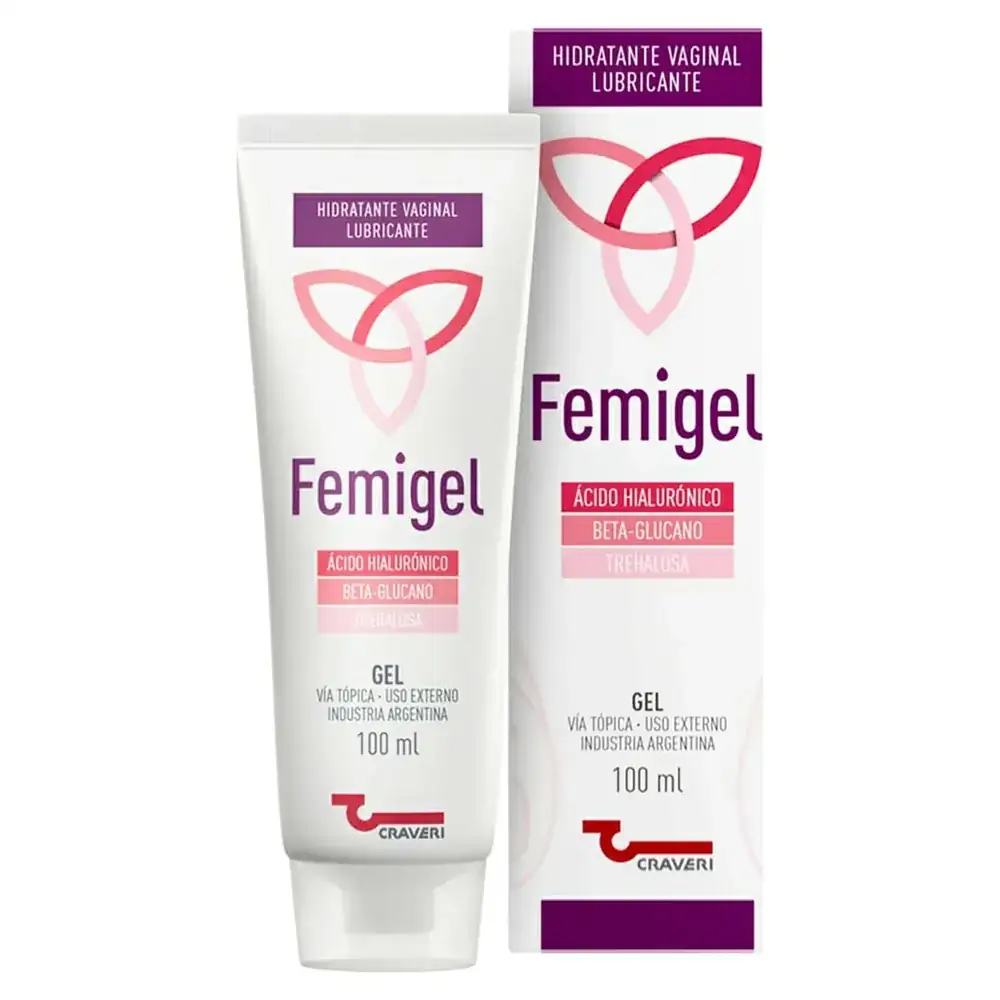 HIDRATANTE VAGINAL
LUBRICANTE
Femigel
ÁCIDO HIALURÓNICO
BETA-GLUCANO
TREHALOSA
GEL
VÍA TÓPICA • USO EXTERNO
INDUSTRIA ARGENTINA
100 ml
CRAVERI
HIDRATANTE VAGINAL
LUBRICANTE
Femigel
ÁCIDO HIALURÓNICO
BETA-GLUCANO
TREHALOSA
GEL
VÍA TÓPICA • USO EXTERNO
INDUSTRIA ARGENTINA
100 ml
CRAVERI